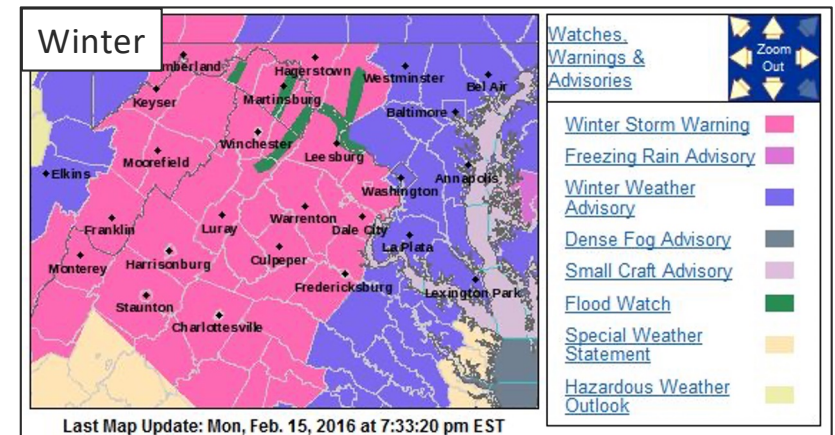 Winter
mberland
Hagerstown
Westminster
Bel Air
Keyser
Martinsburg
Baltimore
Winchester
Moorefield
Leesburg
Elkins
Washington
Annapolis
Franklin
Luray
Warrenton
Dale City
La Plata
Monterey
Harrisonburg
Culpeper
Fredericksburg
Lexington Park
Staunton
Charlottesville
Last Map Update: Mon, Feb. 15, 2016 at 7:33:20 pm EST
Watches,
Warnings &
Advisories
Zoom
Out
Winter Storm Warning
Freezing Rain Advisory
Winter Weather
Advisory
Dense Fog Advisory
Small Craft Advisory
Flood Watch
Special Weather
Statement
Hazardous Weather
Outlook